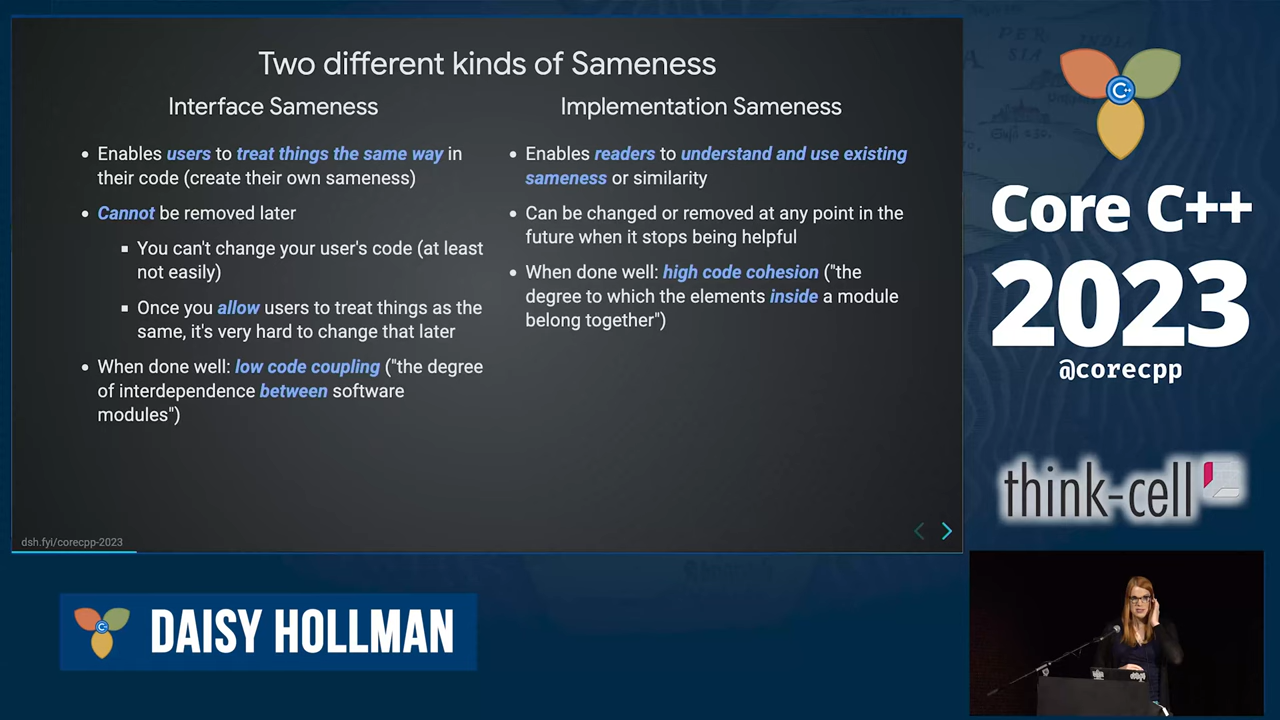 Two different kinds of Sameness
Interface Sameness
Enables users to treat things the same way in
their code (create their own sameness)
Cannot be removed later
You can't change your user's code (at least
not easily)
Once you allow users to treat things as the
same, it's very hard to change that later
When done well: low code coupling ("the degree
of interdependence between software
modules")
Implementation Sameness
Enables readers to understand and use existing
sameness or similarity
Can be changed or removed at any point in the
future when it stops being helpful
When done well: high code cohesion ("the
degree to which the elements inside a module
belong together")
dsh.fyi/corecpp-2023
C++
Core C++
2023
@corecpp
think-cell
C++
DAISY HOLLMAN